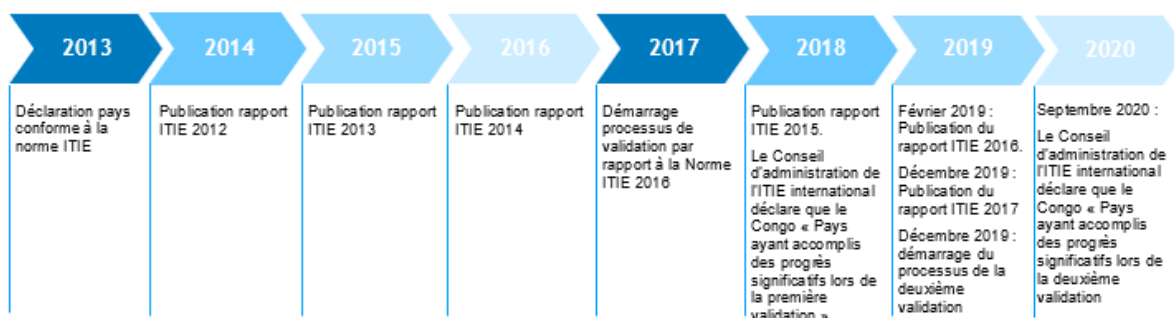 2013
2014
2015
2016
2017
2018
2019
2020
Déclaration pays
conforme à la
norme ITIE
Publication rapport
ITIE 2012
Publication rapport
ITIE 2013
Publication rapport
ITIE 2014
Démarrage
processus de
validation par
rapport à la Norme
ITIE 2016
Publication rapport
ITIE 2015.
Le Conseil
d'administration de
l'ITIE international
déclare que le
Congo « Pays
ayant accomplis
des progrès
significatifs lors de
la première
validation »
Février 2019 :
Publication du
rapport ITIE 2016.
Décembre 2019 :
Publication du
rapport ITIE 2017
Décembre 2019 :
démarrage du
processus de la
deuxième
validation
Septembre 2020 :
Le Conseil
d'administration de
l'ITIE international
déclare que le
Congo « Pays
ayant accomplis
des progrès
significatifs lors de
la deuxième
validation